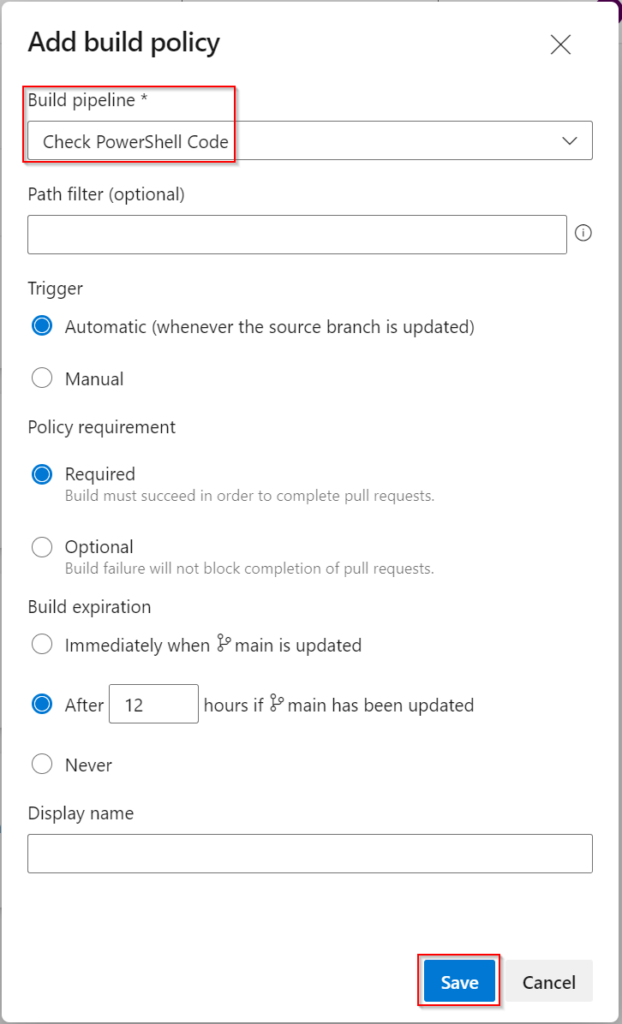 Add build policy
Build pipeline *
Check PowerShell Code
Path filter (optional)
Trigger
Automatic (whenever the source branch is updated)
Manual
Policy requirement
Required
Build must succeed in order to complete pull requests.
Optional
Build failure will not block completion of pull requests.
Build expiration
Immediately when main is updated
After 12 hours if main has been updated
Never
Display name
Save Cancel